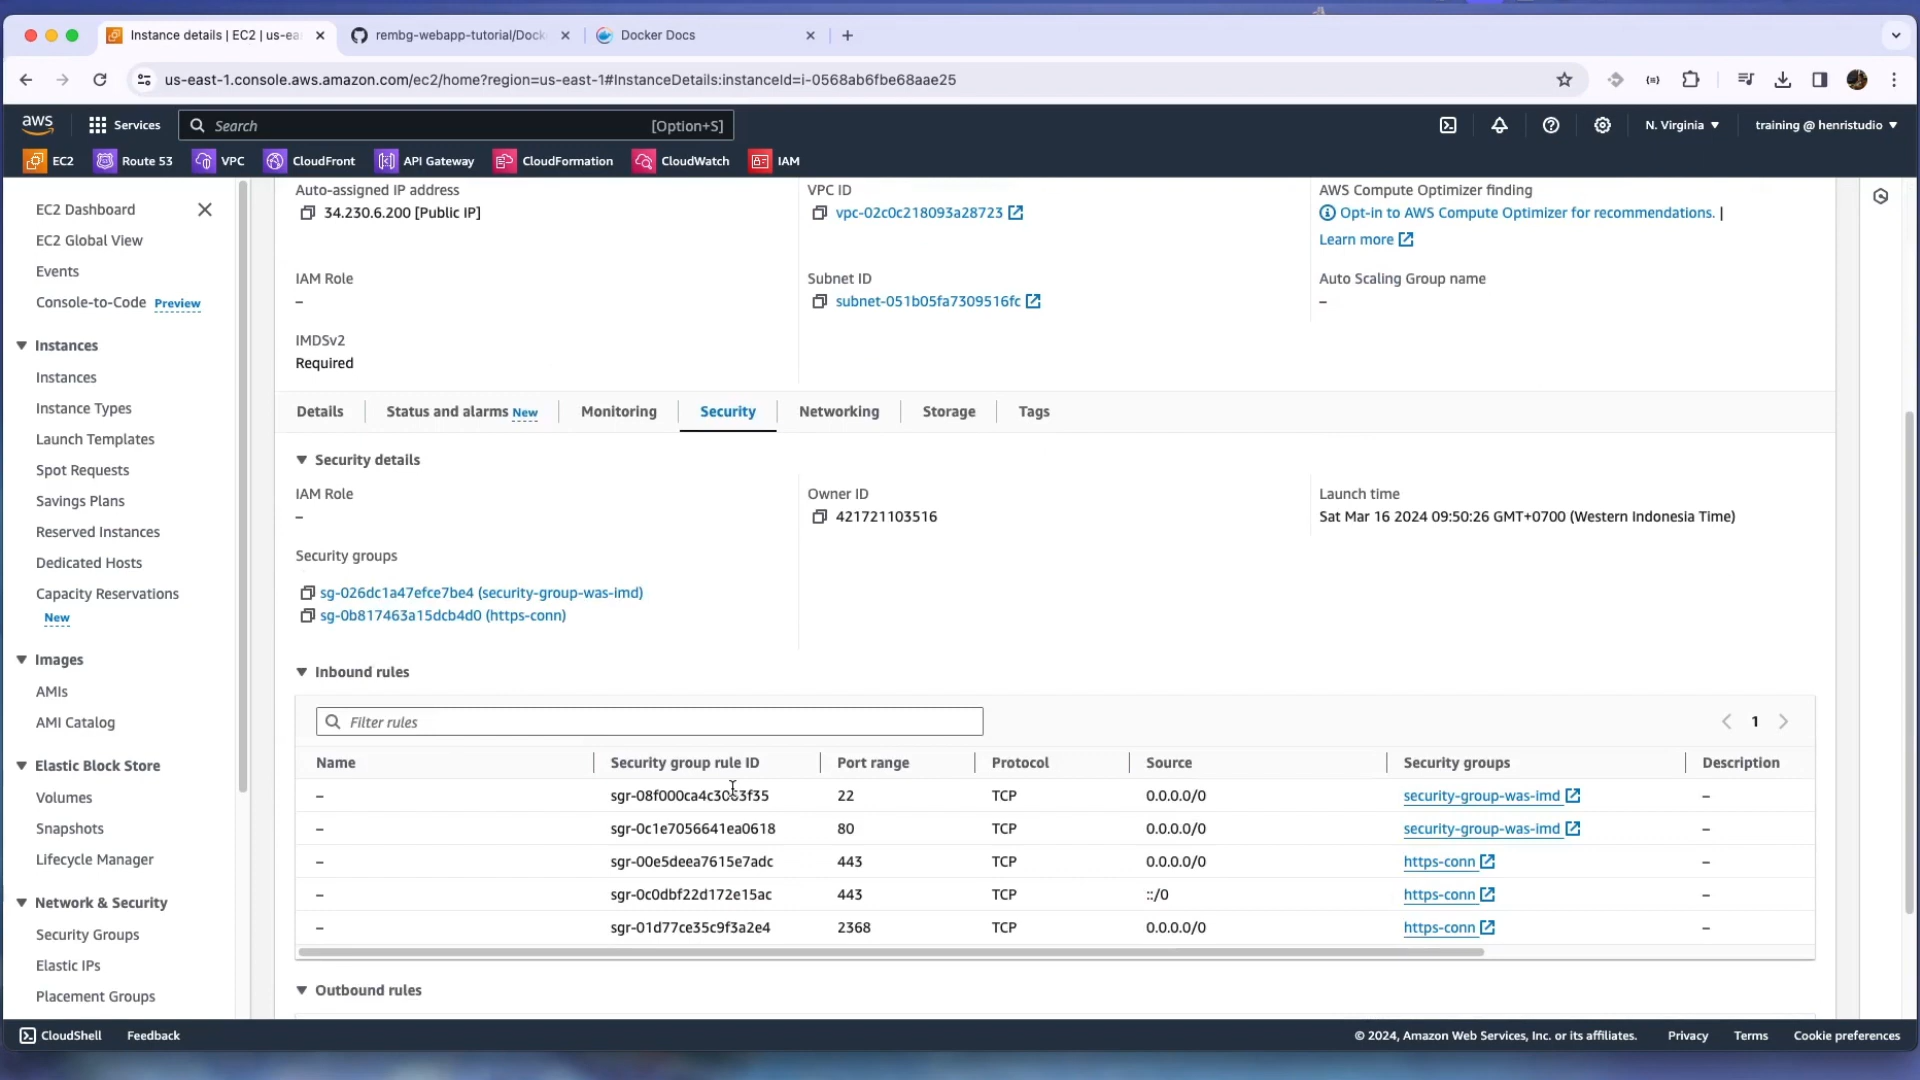 Instance details | EC2 | us-ea
rembg-webapp-tutorial/Dock
Docker Docs
us-east-1.console.aws.amazon.com/ec2/home?region=us-east-1#InstanceDetails:instanceId=i-0568ab6fbe68aae25
aws
Services
Search
[Option+S]
N. Virginia
training @ henristudio
EC2
Route 53
VPC
CloudFront
API Gateway
CloudFormation
CloudWatch
IAM
EC2 Dashboard
EC2 Global View
Events
Console-to-Code Preview
Instances
Instances
Instance Types
Launch Templates
Spot Requests
Savings Plans
Reserved Instances
Dedicated Hosts
Capacity Reservations
New
Images
AMIs
AMI Catalog
Elastic Block Store
Volumes
Snapshots
Lifecycle Manager
Network & Security
Security Groups
Elastic IPs
Placement Groups
Auto-assigned IP address
34.230.6.200 [Public IP]
VPC ID
vpc-02c0c218093a28723
AWS Compute Optimizer finding
Opt-in to AWS Compute Optimizer for recommendations. |
Learn more
IAM Role
–
Subnet ID
subnet-051b05fa7309516fc
Auto Scaling Group name
–
IMDSv2
Required
Details
Status and alarms New
Monitoring
Security
Networking
Storage
Tags
Security details
IAM Role
–
Owner ID
421721103516
Launch time
Sat Mar 16 2024 09:50:26 GMT+0700 (Western Indonesia Time)
Security groups
sg-026dc1a47efce7be4 (security-group-was-imd)
sg-0b817463a15dcb4d0 (https-conn)
Inbound rules
Filter rules
1
Name Security group rule ID Port range Protocol Source Security groups Description
– 22 TCP 0.0.0.0/0 security-group-was-imd –
– sgr-0c1e7056641ea0618 80 TCP 0.0.0.0/0 security-group-was-imd –
– sgr-00e5deea7615e7adc 443 TCP 0.0.0.0/0 https-conn –
– sgr-0c0dbf22d172e15ac 443 TCP ::/0 https-conn –
– sgr-01d77ce35c9f3a2e4 2368 TCP 0.0.0.0/0 https-conn –
Outbound rules
CloudShell
Feedback
© 2024, Amazon Web Services, Inc. or its affiliates.
Privacy
Terms
Cookie preferences